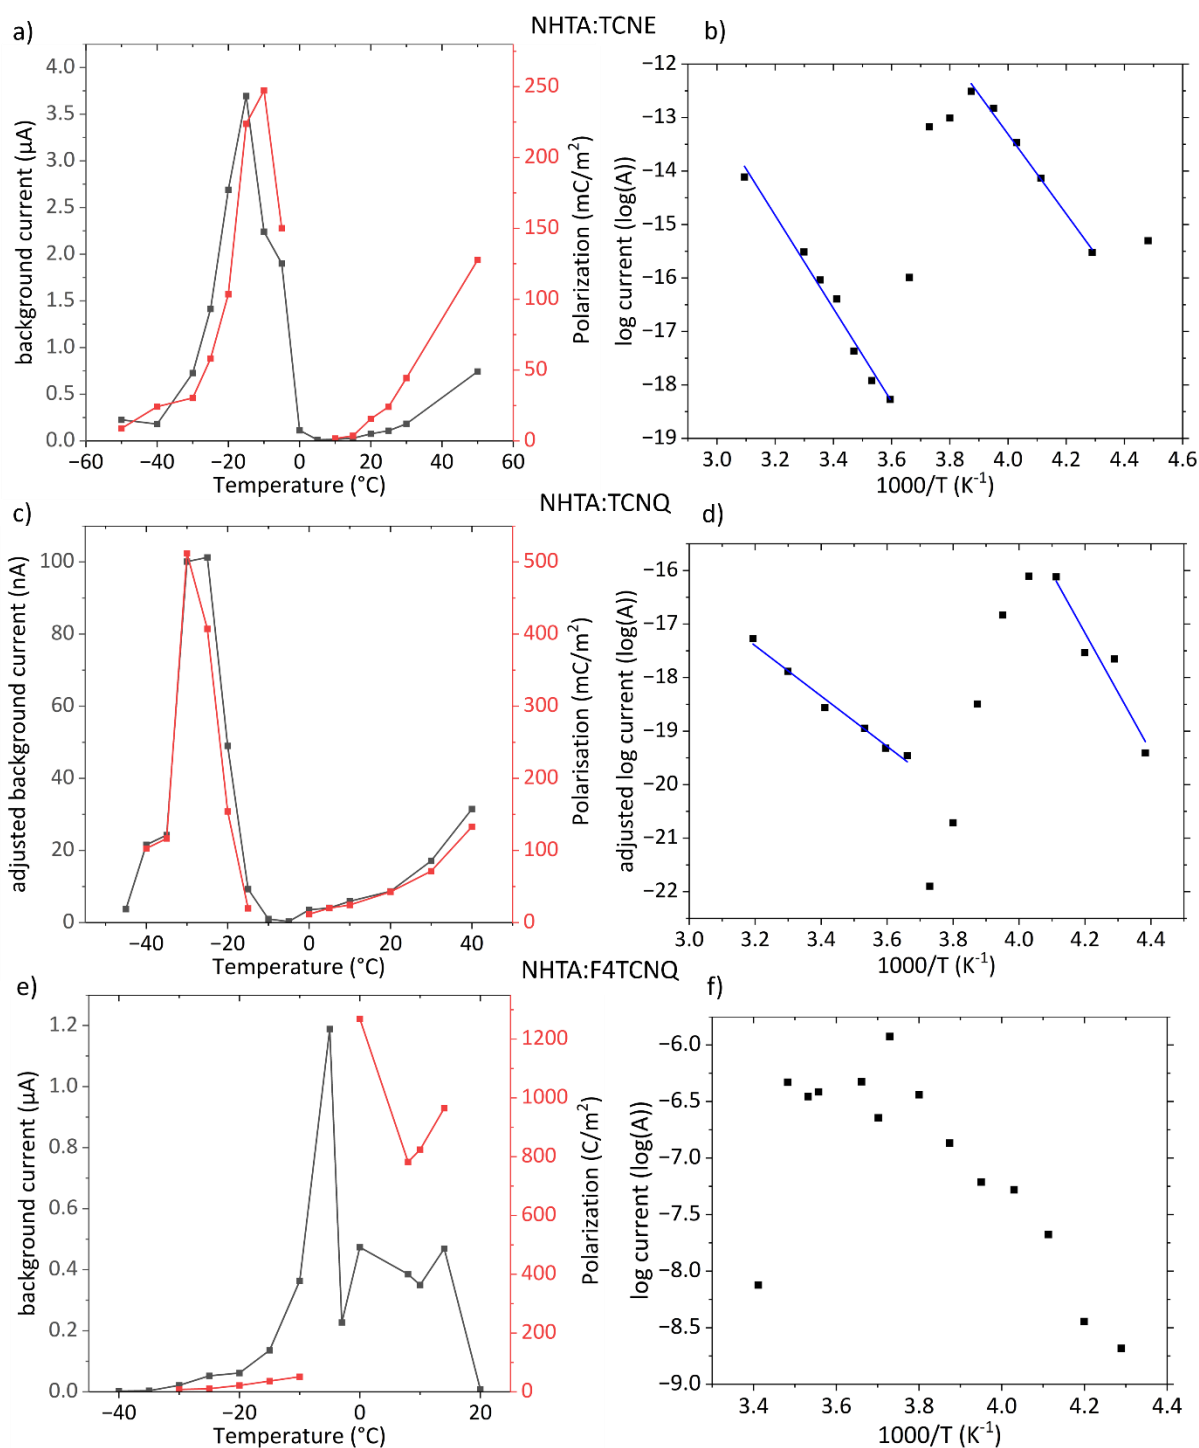 a)
NHTA:TCNE
b)
background current (µA)
4.0
3.5
3.0
2.5
2.0
1.5
1.0
0.5
0.0
−60 −40 −20 0 20 40 60
Temperature (°C)
250
200
150
100
50
0
Polarization (mC/m²)
log current (log(A))
−12
−13
−14
−15
−16
−17
−18
−19
3.0 3.2 3.4 3.6 3.8 4.0 4.2 4.4 4.6
1000/T (K⁻¹)
c)
NHTA:TCNQ
d)
adjusted background current (nA)
100
80
60
40
20
0
−40 −20 0 20 40
Temperature (°C)
500
400
300
200
100
0
Polarisation (mC/m²)
adjusted log current (log(A))
−16
−17
−18
−19
−20
−21
−22
3.0 3.2 3.4 3.6 3.8 4.0 4.2 4.4
1000/T (K⁻¹)
e)
NHTA:F4TCNQ
f)
background current (µA)
1.2
1.0
0.8
0.6
0.4
0.2
0.0
−40 −20 0 20
Temperature (°C)
1200
1000
800
600
400
200
0
Polarization (C/m²)
log current (log(A))
−6.0
−6.5
−7.0
−7.5
−8.0
−8.5
−9.0
3.4 3.6 3.8 4.0 4.2 4.4
1000/T (K⁻¹)